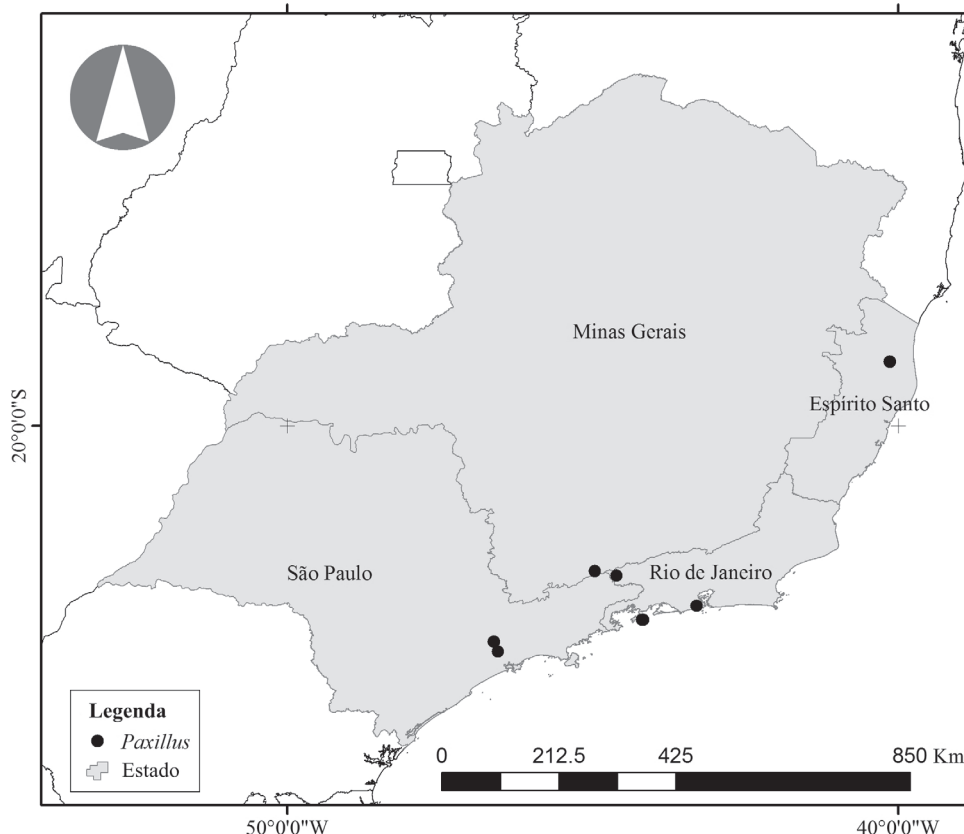 Minas Gerais
Espírito Santo
20°0'0"S
São Paulo
Rio de Janeiro
Legenda
Paxillus
Estado
0 212.5 425 850 Km
50°0'0"W 40°0'0"W